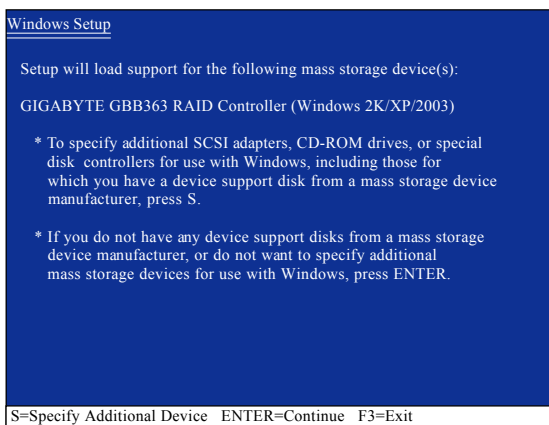 Windows Setup
Setup will load support for the following mass storage device(s):
GIGABYTE GBB363 RAID Controller (Windows 2K/XP/2003)
* To specify additional SCSI adapters, CD-ROM drives, or special
disk controllers for use with Windows, including those for
which you have a device support disk from a mass storage device
manufacturer, press S.
* If you do not have any device support disks from a mass storage
device manufacturer, or do not want to specify additional
mass storage devices for use with Windows, press ENTER.
S=Specify Additional Device ENTER=Continue F3=Exit